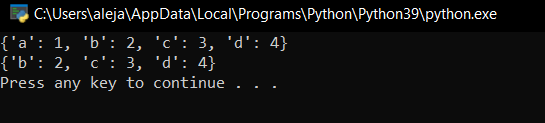 C:\Users\aleja\AppData\Local\Programs\Python\Python39\python.exe
{'a': 1, 'b': 2, 'c': 3, 'd': 4}
{'b': 2, 'c': 3, 'd': 4}
Press any key to continue . . .